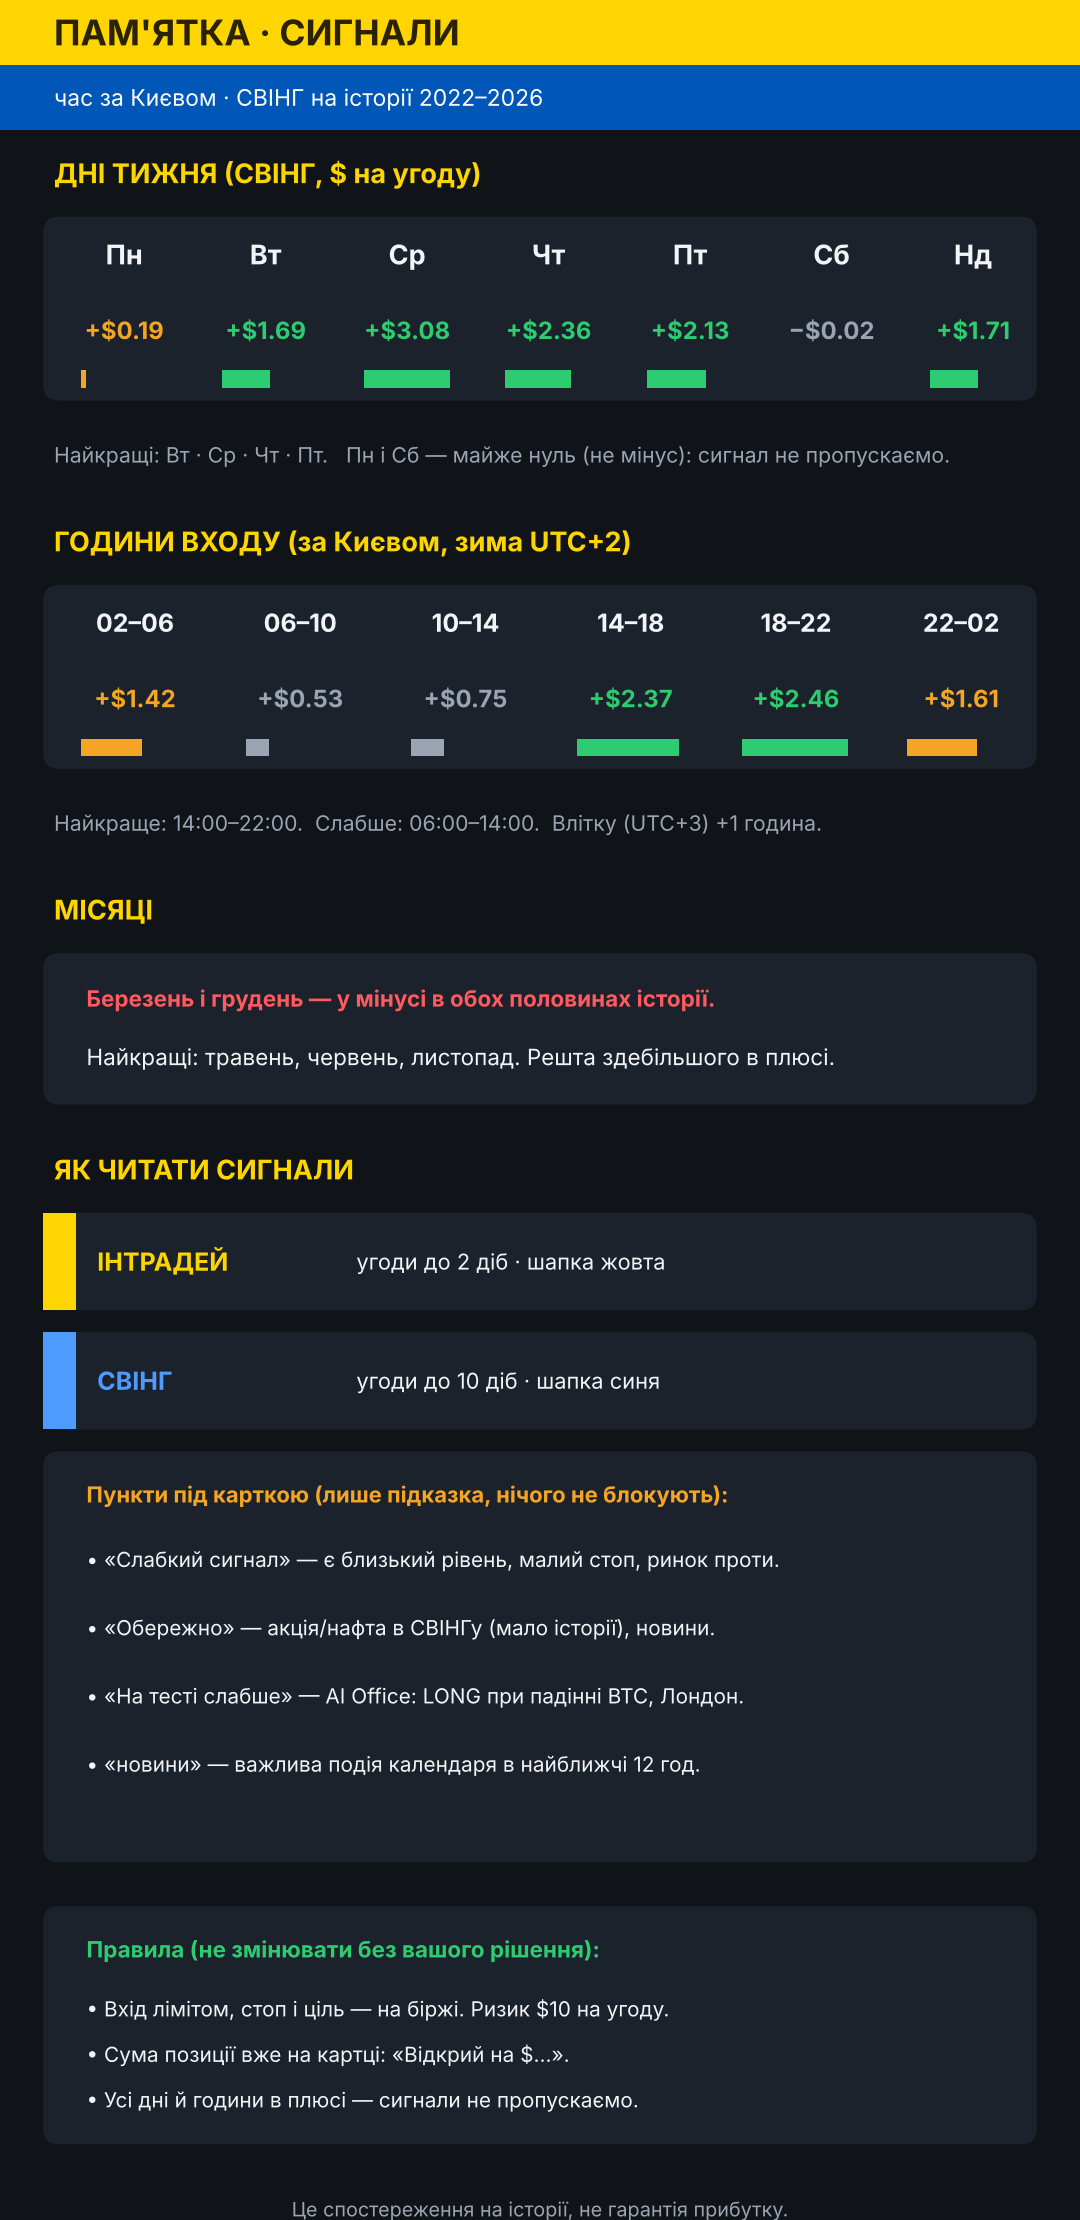 ПАМ'ЯТКА · СИГНАЛИ
час за Києвом · СВІНГ на історії 2022–2026
ДНІ ТИЖНЯ (СВІНГ, $ на угоду)
Пн Вт Ср Чт Пт Сб Нд
+$0.19 +$1.69 +$3.08 +$2.36 +$2.13 −$0.02 +$1.71
Найкращі: Вт · Ср · Чт · Пт. Пн і Сб — майже нуль (не мінус): сигнал не пропускаємо.
ГОДИНИ ВХОДУ (за Києвом, зима UTC+2)
02–06 06–10 10–14 14–18 18–22 22–02
+$1.42 +$0.53 +$0.75 +$2.37 +$2.46 +$1.61
Найкраще: 14:00–22:00. Слабше: 06:00–14:00. Влітку (UTC+3) +1 година.
МІСЯЦІ
Березень і грудень — у мінусі в обох половинах історії.
Найкращі: травень, червень, листопад. Решта здебільшого в плюсі.
ЯК ЧИТАТИ СИГНАЛИ
ІНТРАДЕЙ угоди до 2 діб · шапка жовта
СВІНГ угоди до 10 діб · шапка синя
Пункти під карткою (лише підказка, нічого не блокують):
• «Слабкий сигнал» — є близький рівень, малий стоп, ринок проти.
• «Обережно» — акція/нафта в СВІНГу (мало історії), новини.
• «На тесті слабше» — AI Office: LONG при падінні BTC, Лондон.
• «новини» — важлива подія календаря в найближчі 12 год.
Правила (не змінювати без вашого рішення):
• Вхід лімітом, стоп і ціль — на біржі. Ризик $10 на угоду.
• Сума позиції вже на картці: «Відкрий на $…».
• Усі дні й години в плюсі — сигнали не пропускаємо.
Це спостереження на історії, не гарантія прибутку.